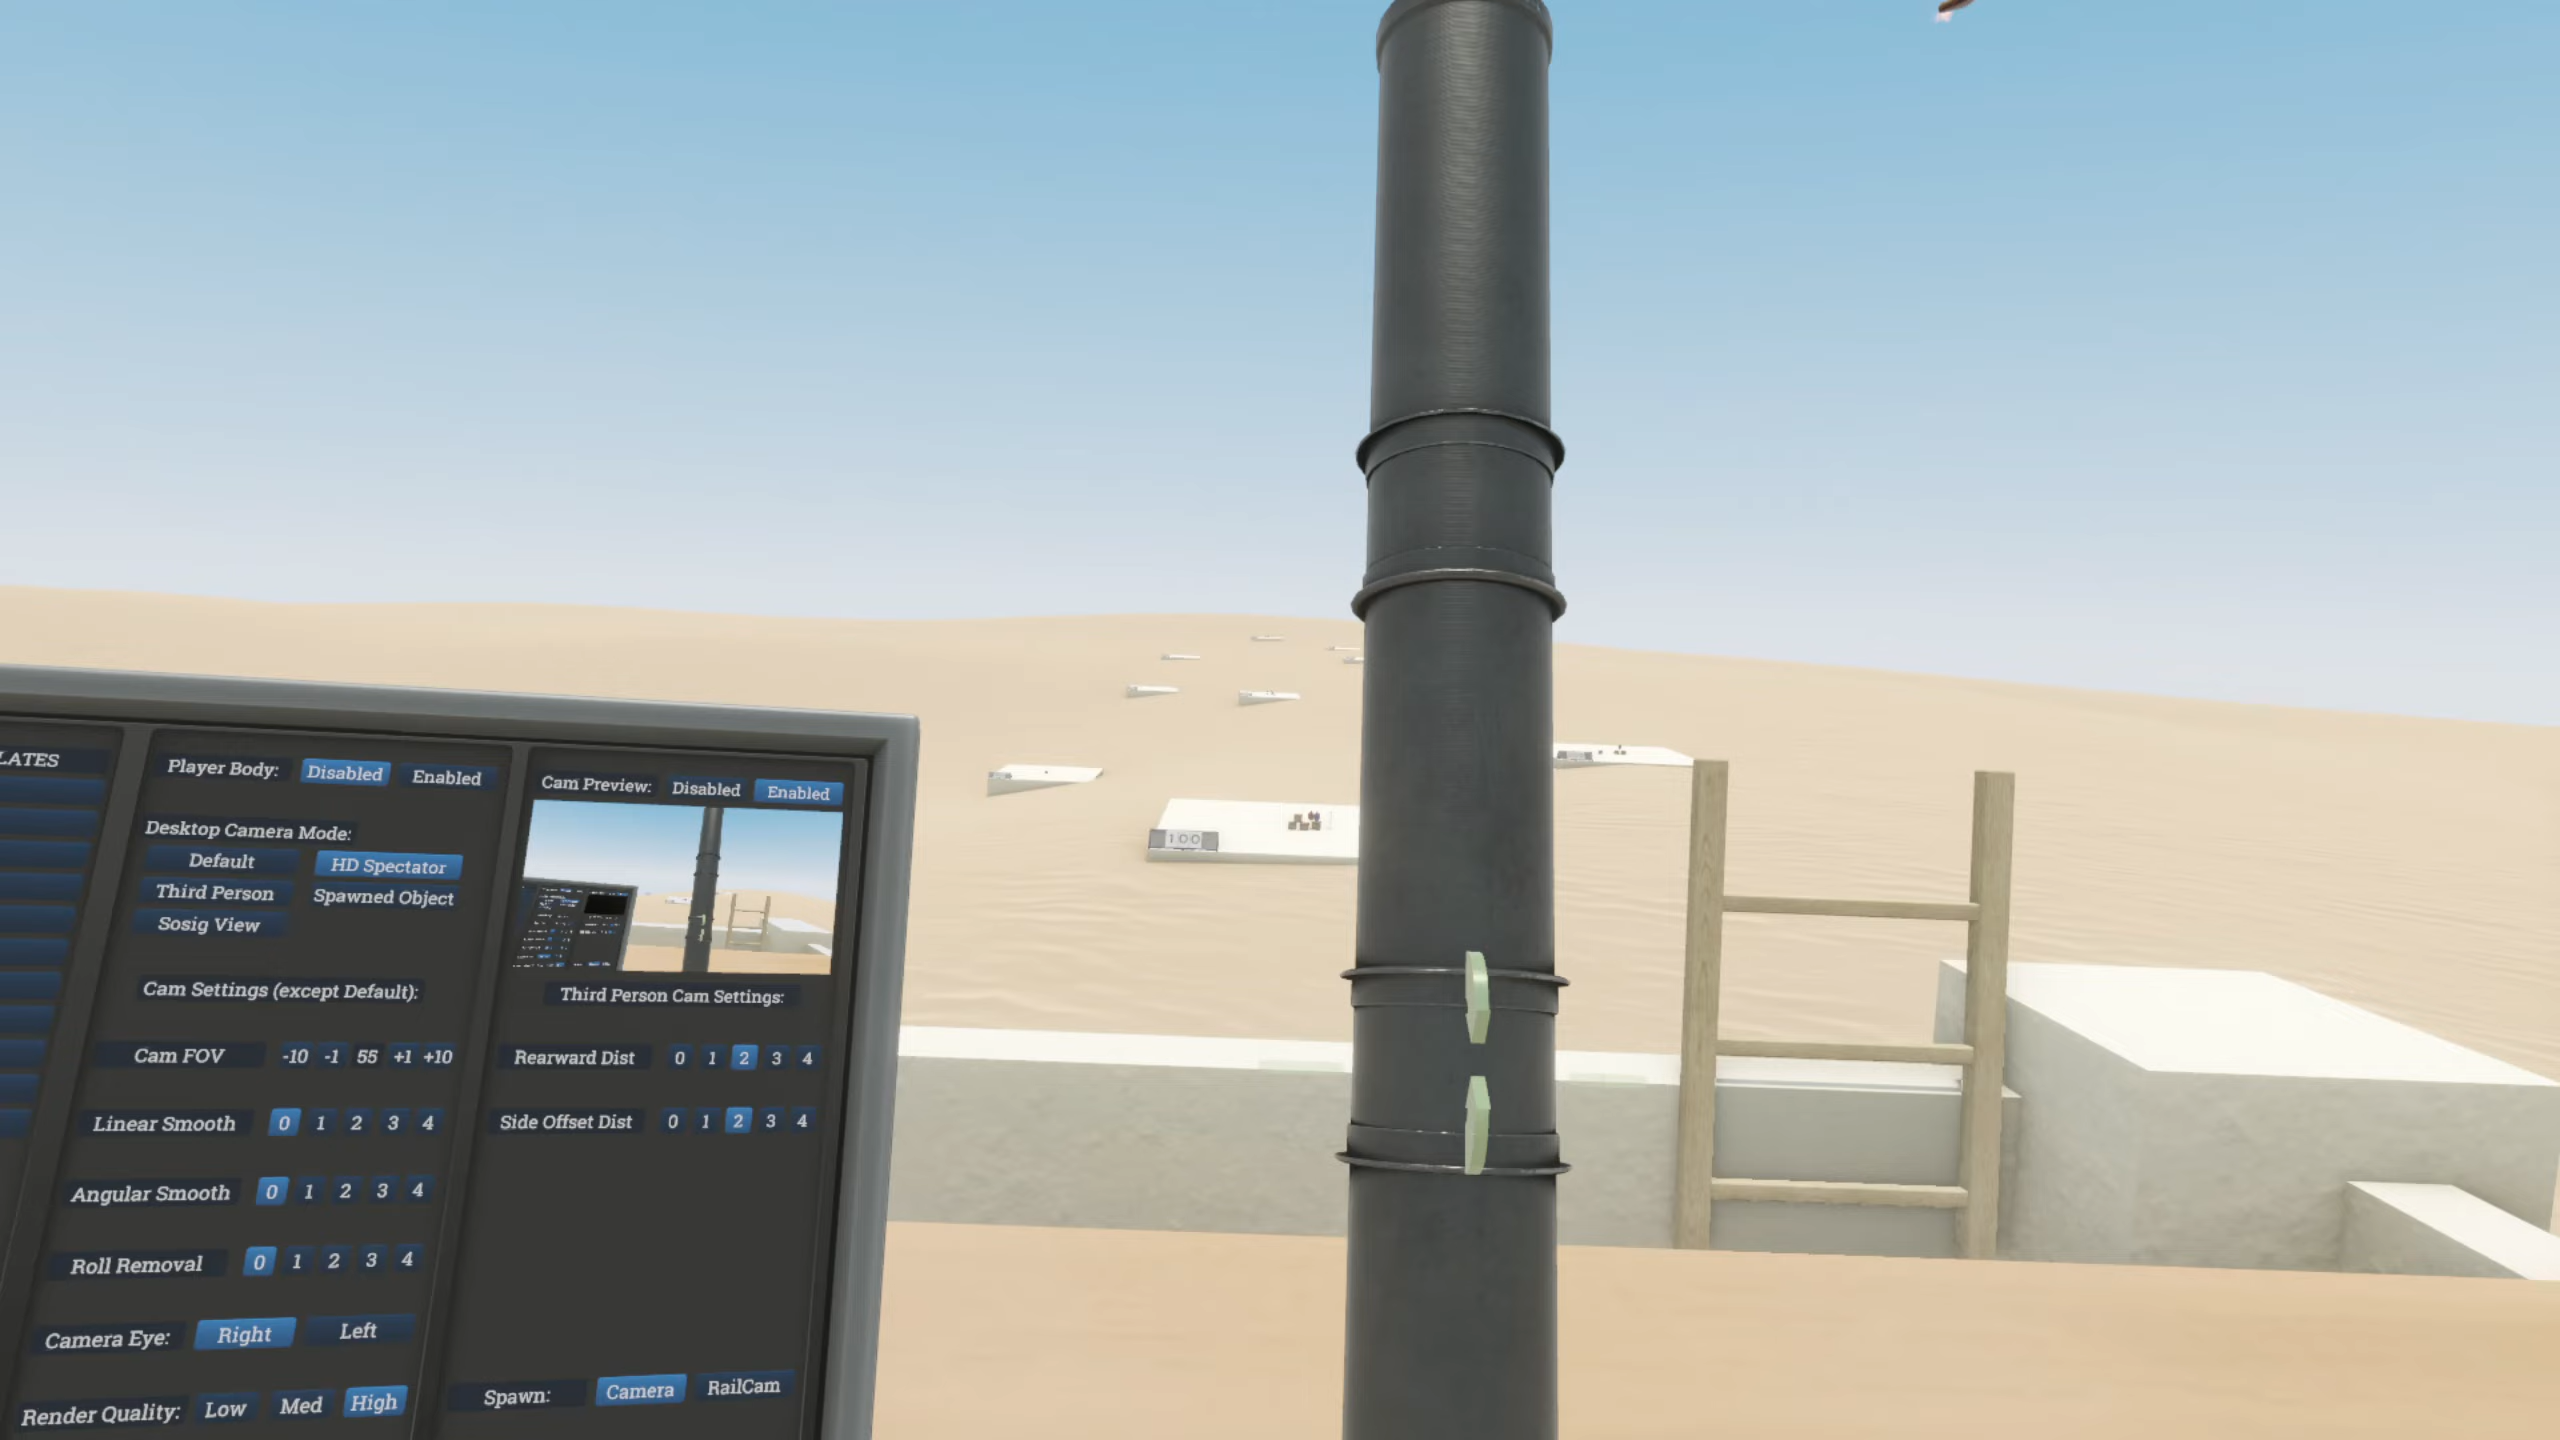 LATES
Player Body: Disabled Enabled
Desktop Camera Mode:
Default HD Spectator
Third Person Spawned Object
Sosig View
Cam Settings (except Default):
Cam FOV -10 -1 55 +1 +10
Linear Smooth 0 1 2 3 4
Angular Smooth 0 1 2 3 4
Roll Removal 0 1 2 3 4
Camera Eye: Right Left
Render Quality: Low Med High
Cam Preview: Disabled Enabled
Third Person Cam Settings:
Rearward Dist 0 1 2 3 4
Side Offset Dist 0 1 2 3 4
Spawn: Camera RailCam
100